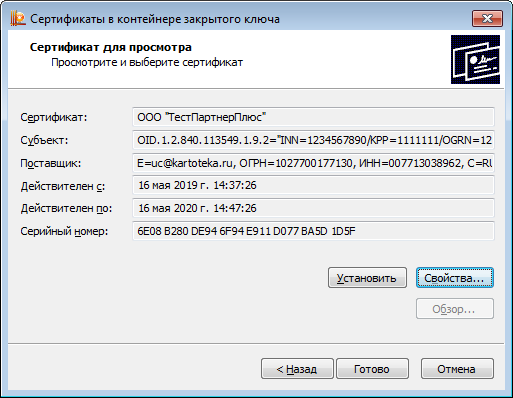 Сертификаты в контейнере закрытого ключа
Сертификат для просмотра
Просмотрите и выберите сертификат
Сертификат: ООО "ТестПартнерПлюс"
Субъект: OID.1.2.840.113549.1.9.2="INN=1234567890/KPP=1111111/OGRN=12
Поставщик: E=uc@kartoteka.ru, ОГРН=1027700177130, ИНН=007713038962, C=RU
Действителен с: 16 мая 2019 г. 14:37:26
Действителен по: 16 мая 2020 г. 14:47:26
Серийный номер: 6E08 B280 DE94 6F94 E911 D077 BA5D 1D5F
Установить Свойства...
Обзор...
< Назад Готово Отмена